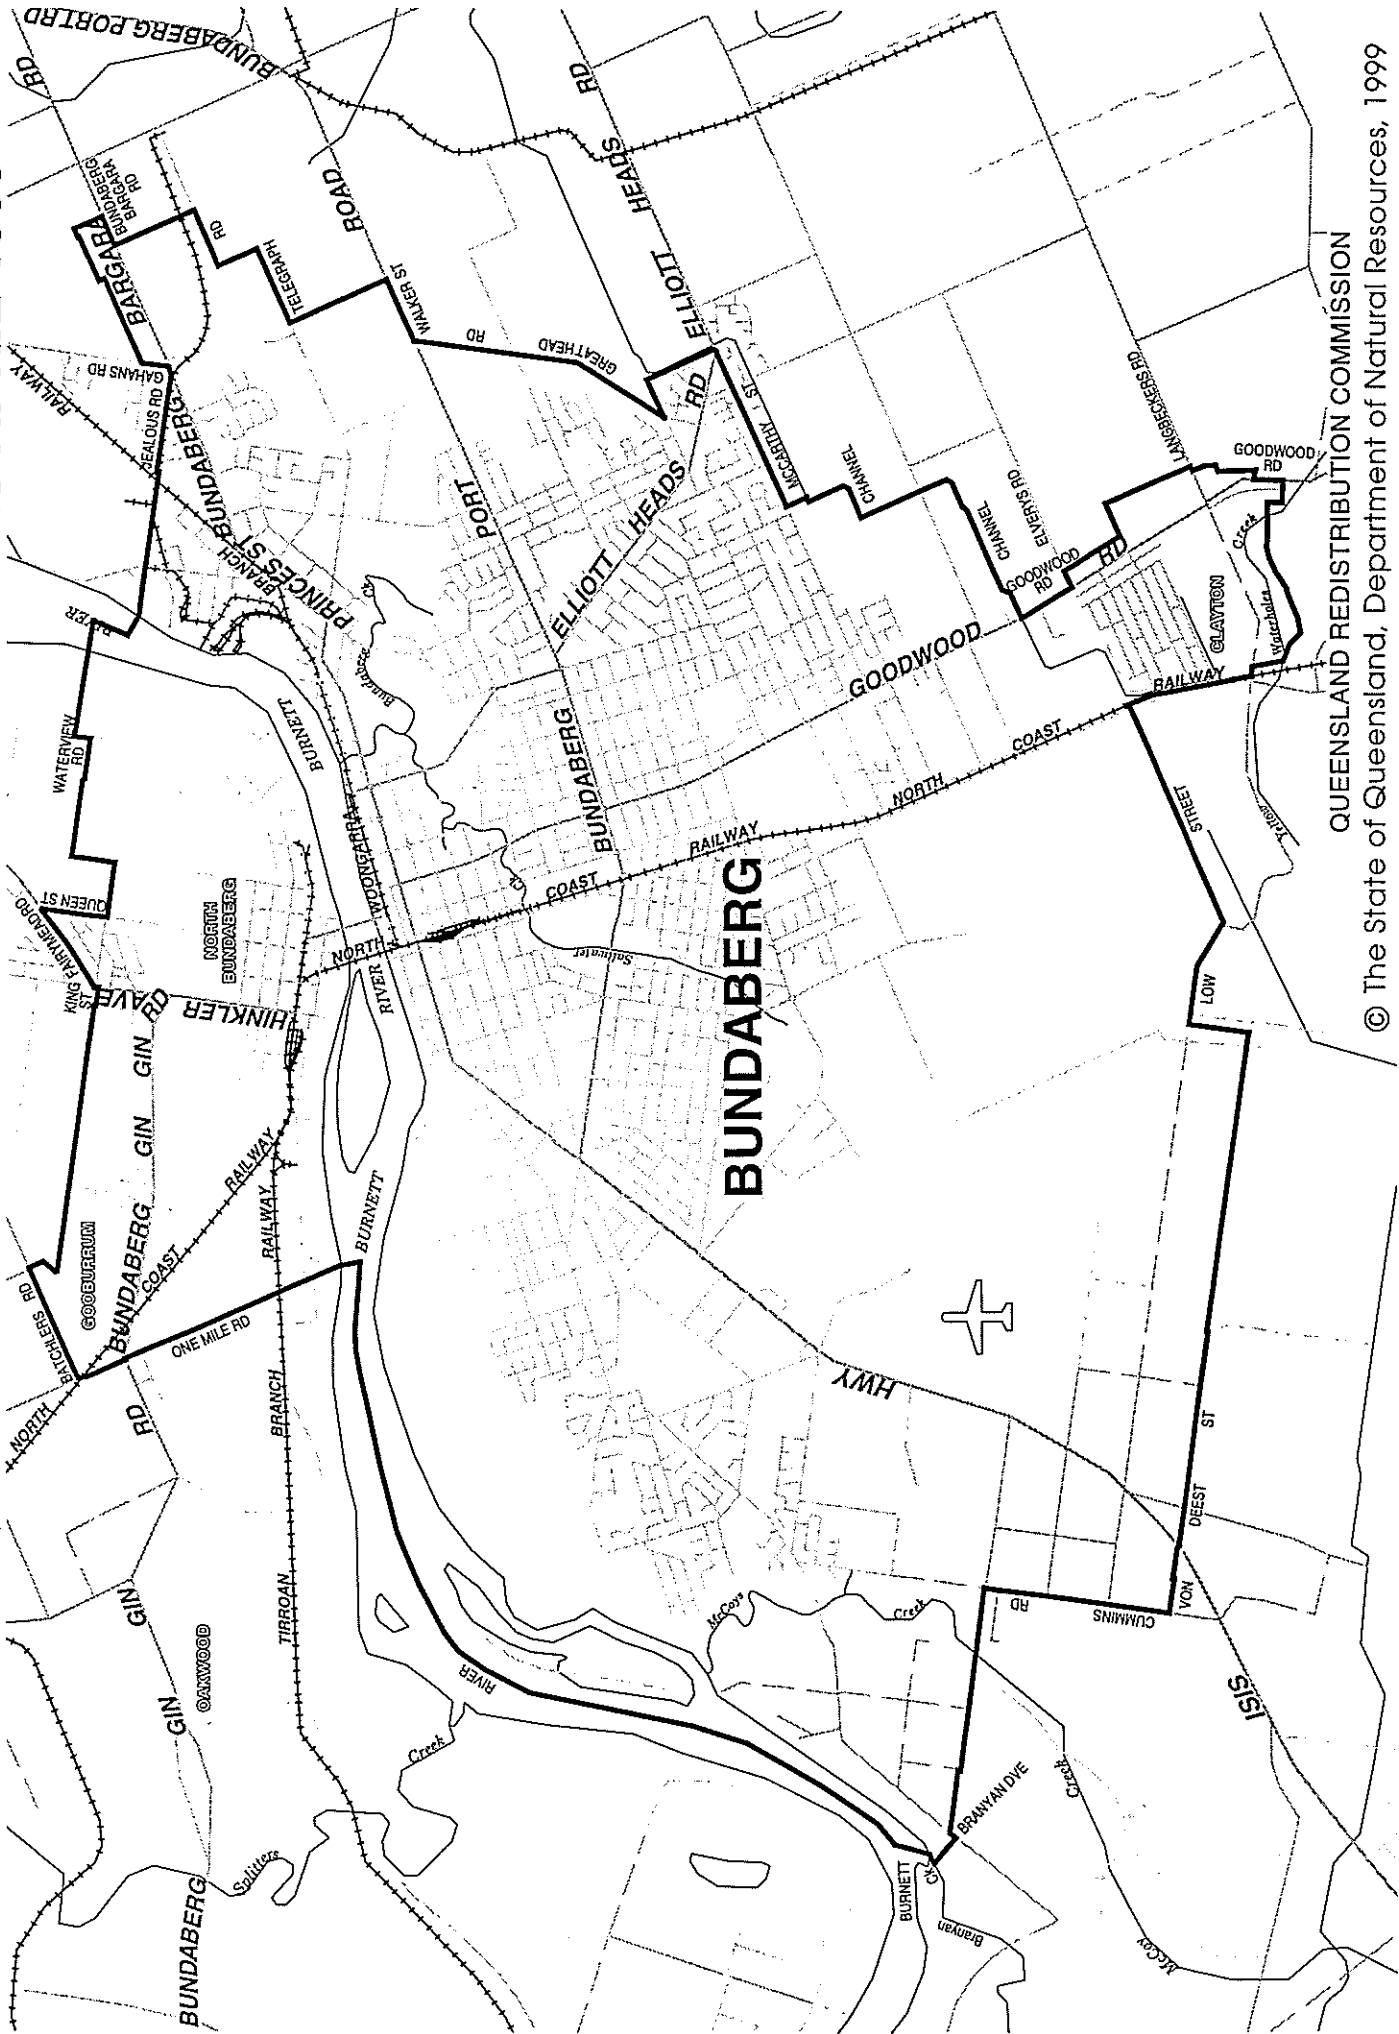 BUNDABERG PORT RD
RD
BARGARA
BUNDABERG
BARGARA
RD
RD
TELEGRAPH
ROAD
WALKER ST
RD
GREATHEAD
RD
HEADS
ELLIOTT
GAHANS RD
DEALOUS RD
RAILWAY
BUNDABERG
BRANCH
PRINCES ST
PORT
ELLIOTT HEADS RD
MCCARTHY ST
CHANNEL
CHANNEL
ELVERTS RD
GOODWOOD
RD
RD
LANGBECKERS RD
GOODWOOD
RD
Creek
CLAYTON
Waterholes
RAILWAY
Yellow
RIVER
WATERVIEW
RD
QUEEN ST
FAIRYMEAD RD
KING
ST
BURNETT
Bundaberg Ck
WOONGARRA
BUNDABERG
GOODWOOD
NORTH COAST
STREET
LOW
NORTH
BUNDABERG
NORTH
COAST
RAILWAY
Ck
Saltwater
HINKLER AVE
RD
GIN GIN
BUNDABERG
RIVER
BURNETT
BUNDABERG
GOOBURRUM
BATCHLERS RD
COAST
RAILWAY
RAILWAY
ONE MILE RD
NORTH
RD
BRANCH
TIRROAN
GIN
GIN
OAKWOOD
BUNDABERG
Splitters
Creek
RIVER
HWY
ISIS
McCoys
Creek
RD
CUMMINS
VON
DEEST
ST
BRANYAN DVE
BURNETT
CK
Branyan
Creek
McCoy
QUEENSLAND REDISTRIBUTION COMMISSION
© The State of Queensland, Department of Natural Resources, 1999